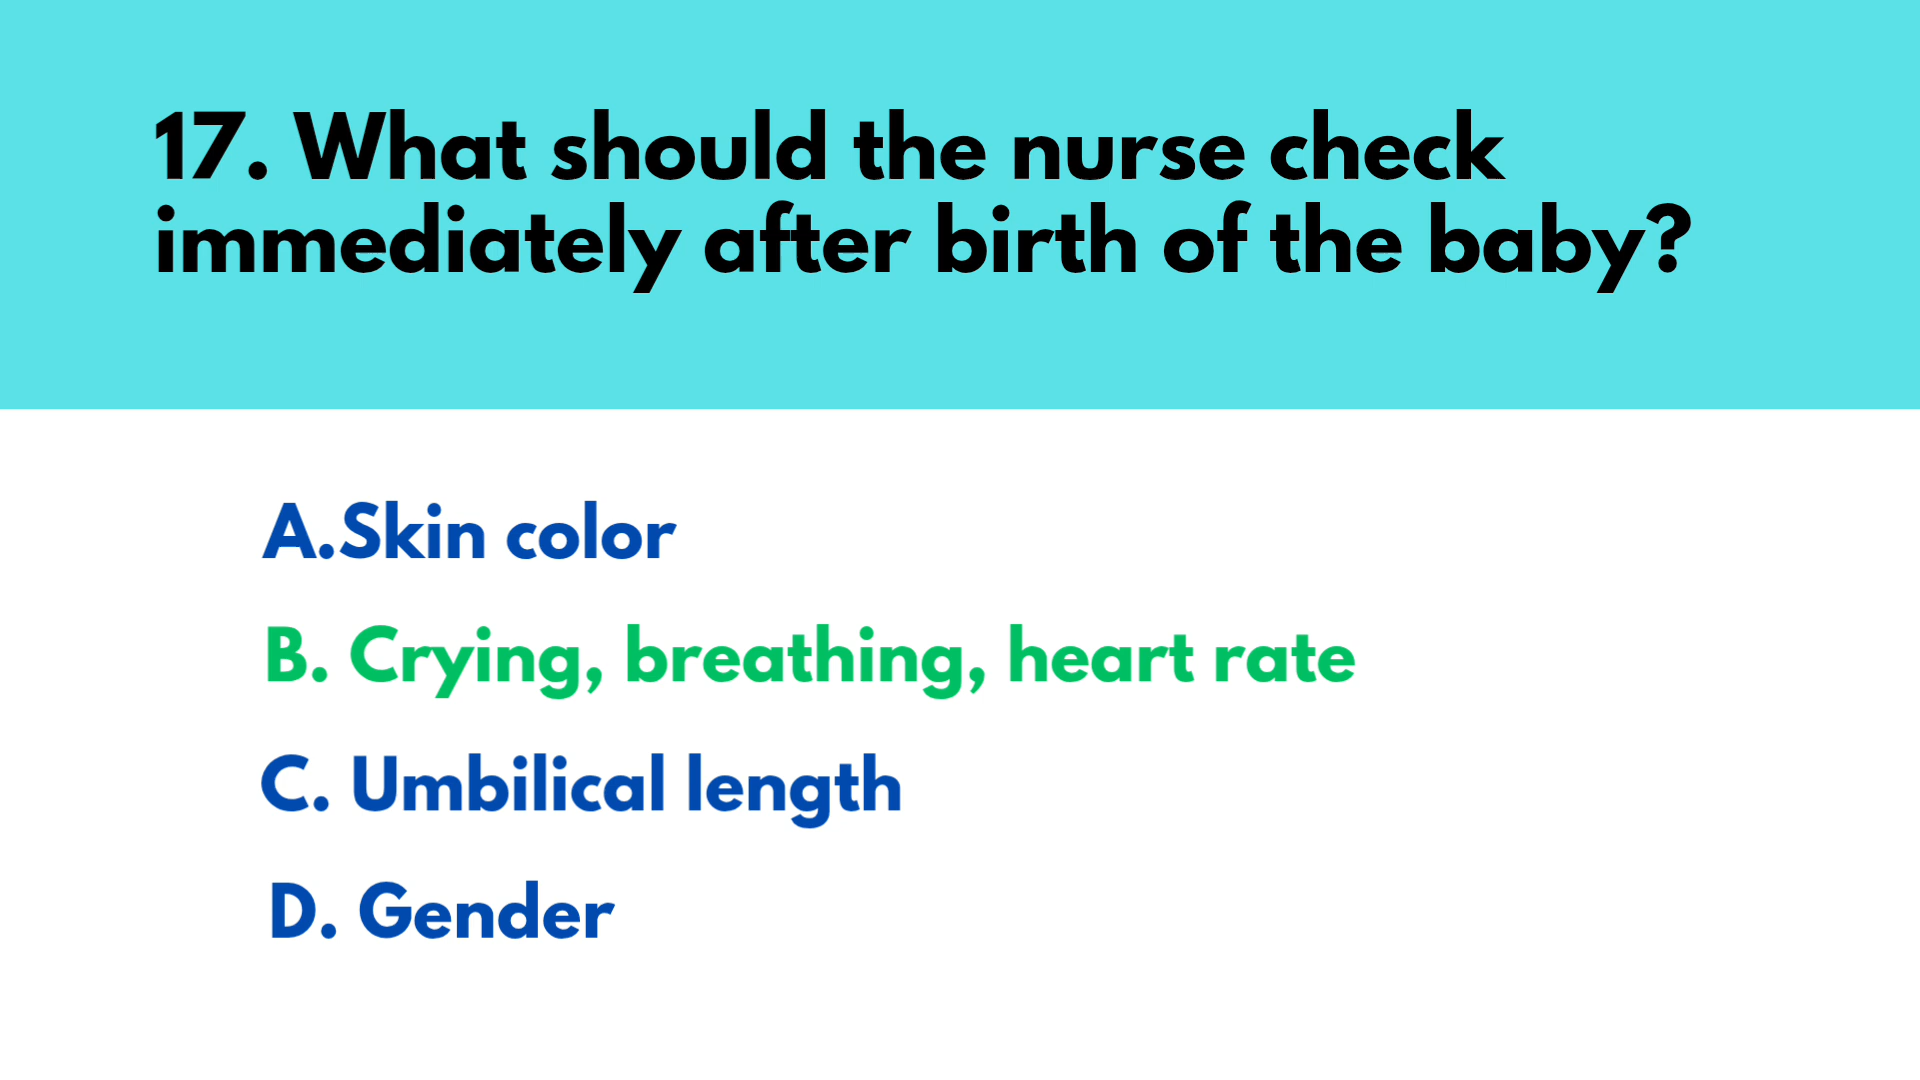 17. What should the nurse check
immediately after birth of the baby?
A.Skin color
B. Crying, breathing, heart rate
C. Umbilical length
D. Gender